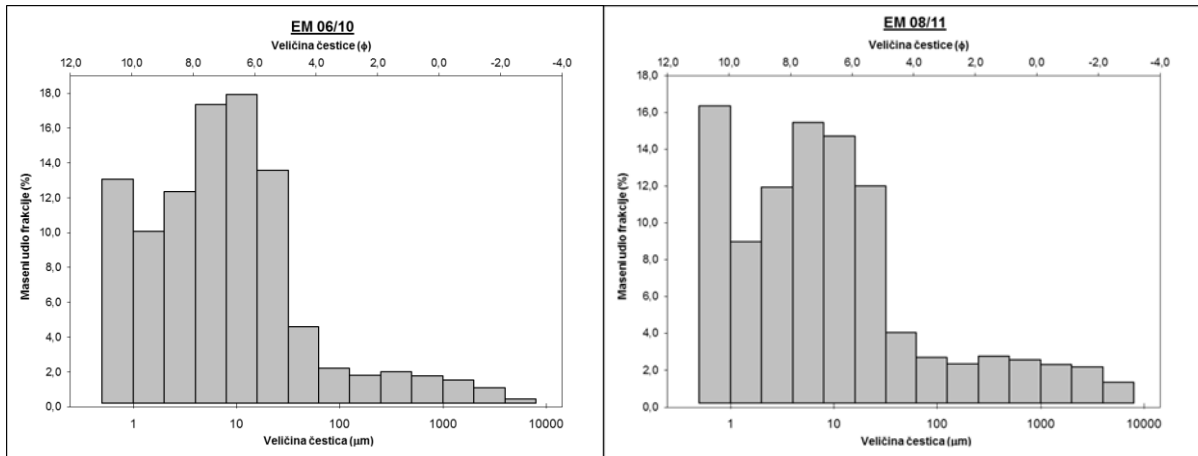 EM 06/10
Veličina čestice (ϕ)
12,0 10,0 8,0 6,0 4,0 2,0 0,0 -2,0 -4,0
Maseni udio frakcije (%)
18,0
16,0
14,0
12,0
10,0
8,0
6,0
4,0
2,0
0,0
1 10 100 1000 10000
Veličina čestica (µm)
EM 08/11
Veličina čestice (ϕ)
12,0 10,0 8,0 6,0 4,0 2,0 0,0 -2,0 -4,0
Maseni udio frakcije (%)
18,0
16,0
14,0
12,0
10,0
8,0
6,0
4,0
2,0
0,0
1 10 100 1000 10000
Veličina čestica (µm)